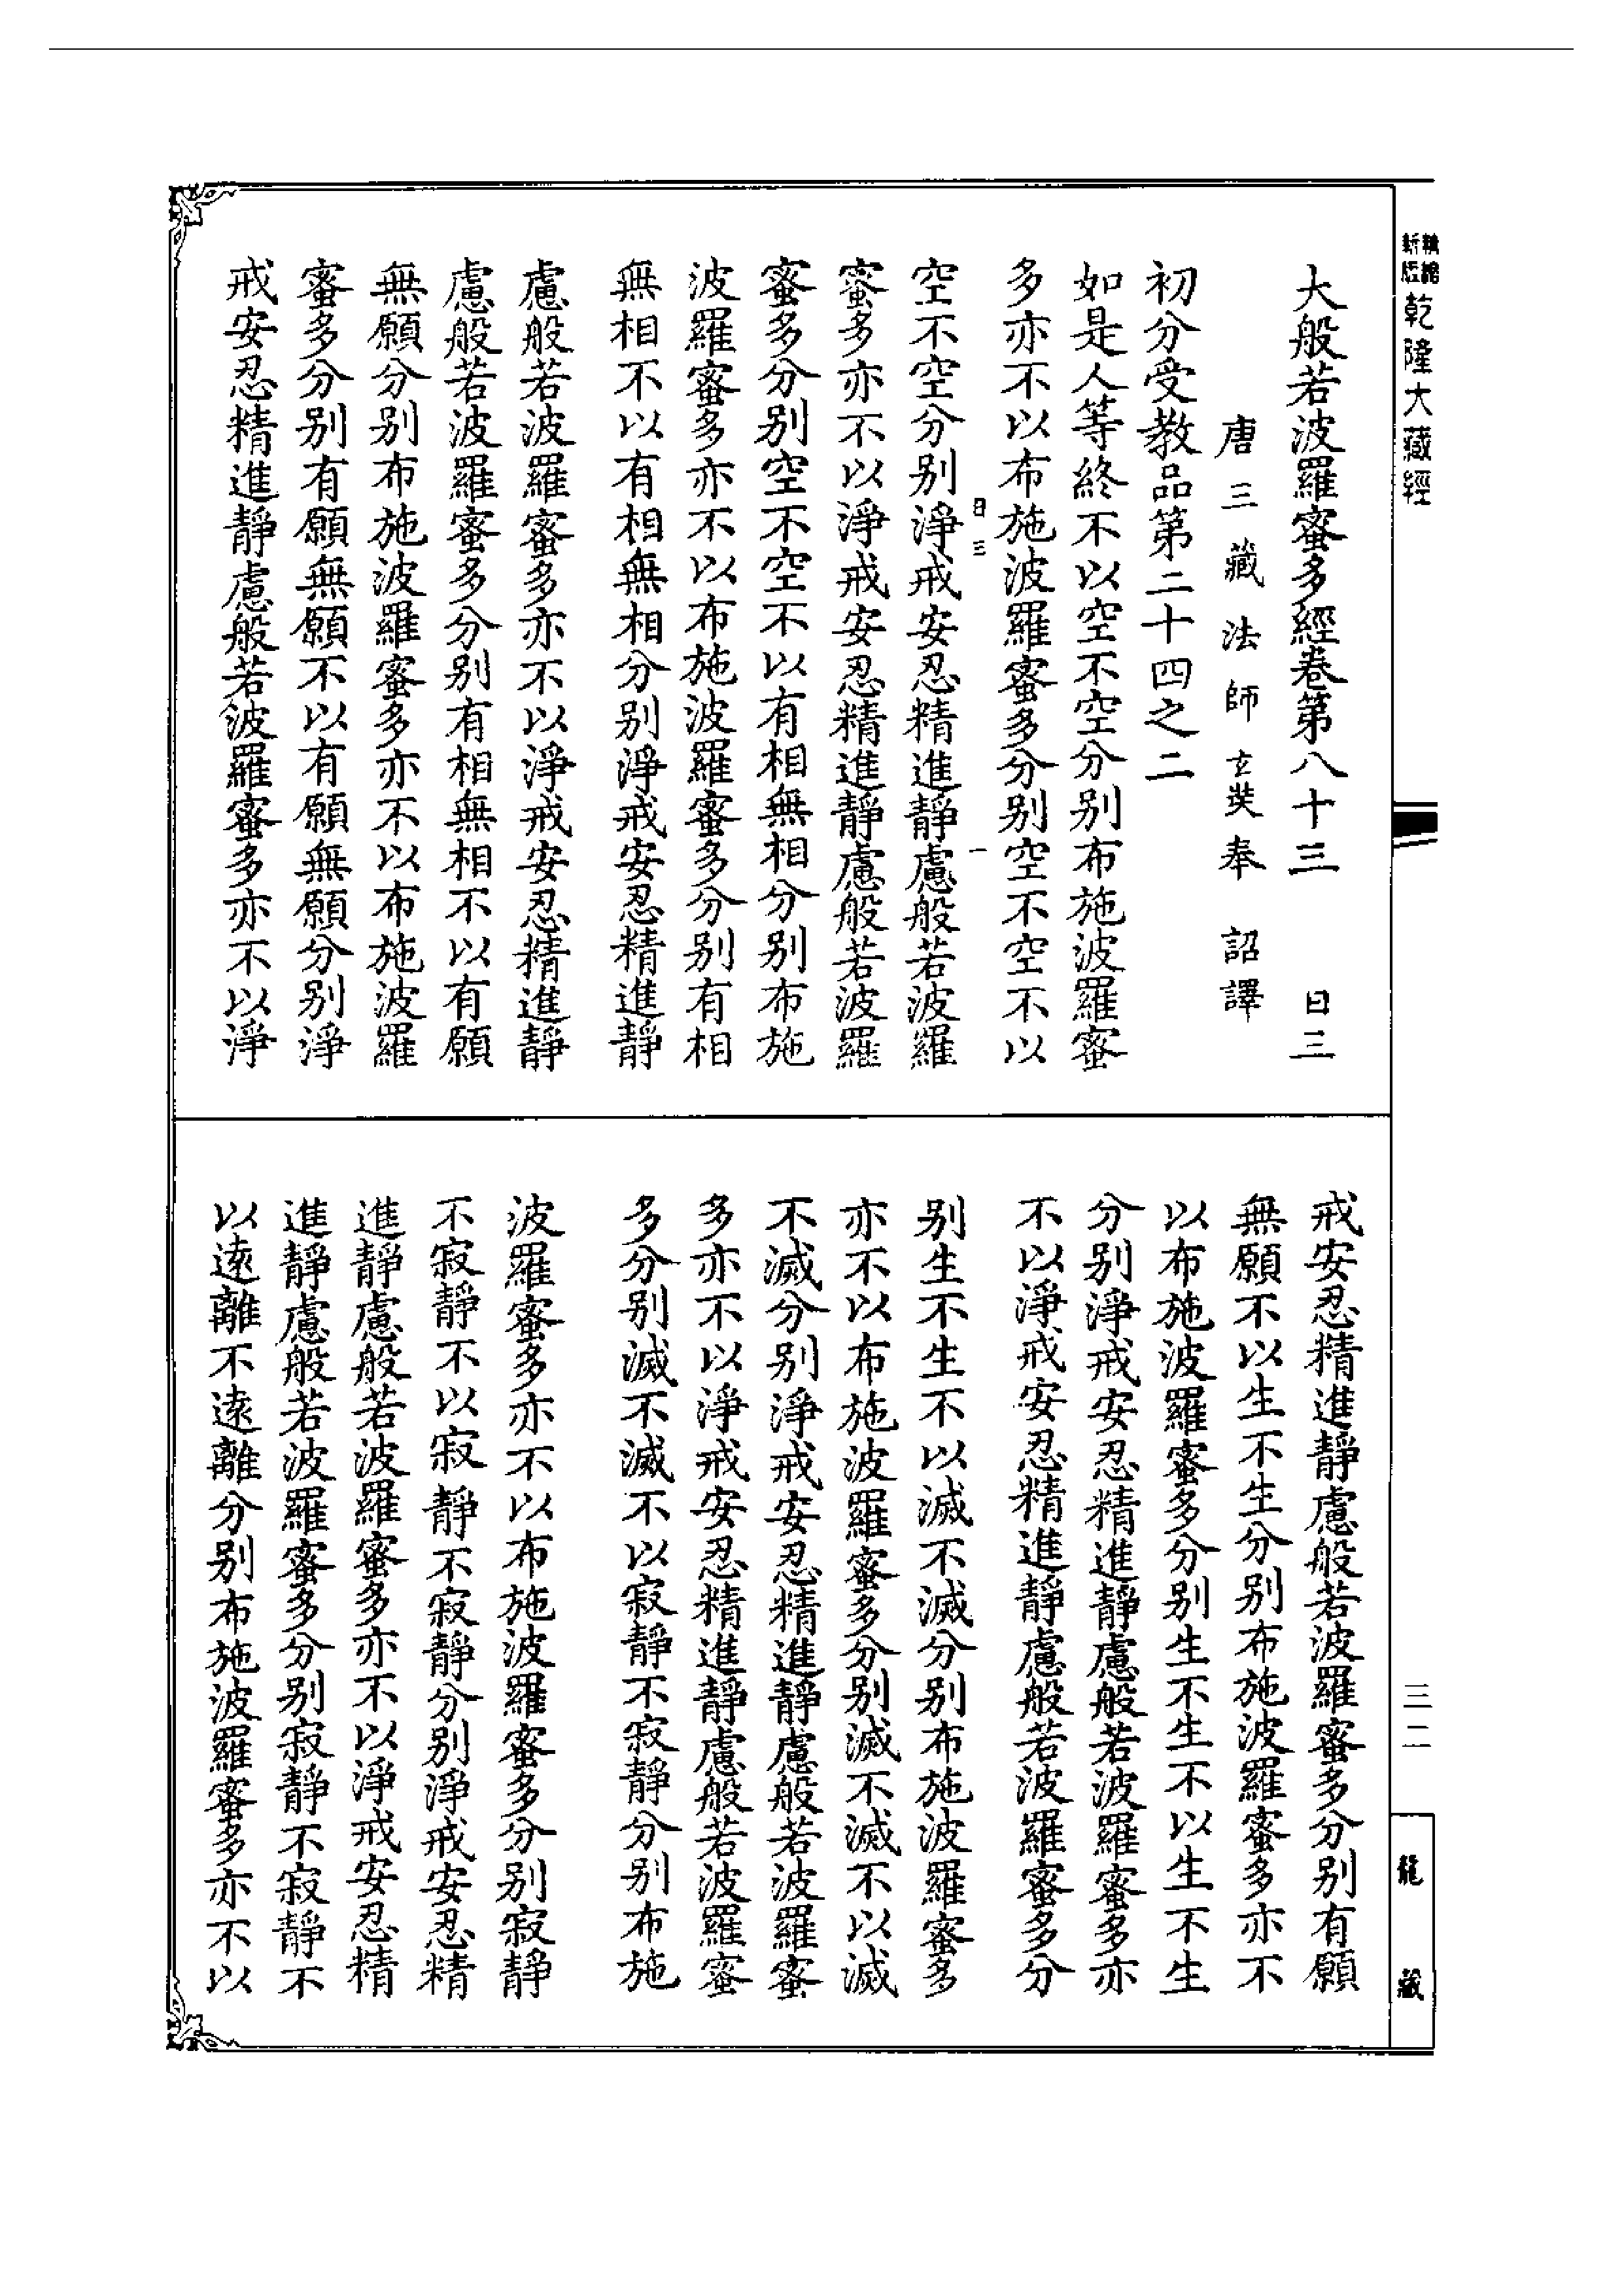 新版 精縮 乾隆大藏經
大般若波羅蜜多經卷第八十三 日三
唐三藏法師玄奘奉 詔譯
初分受教品第二十四之二
如是人等終不以空不空分別布施波羅蜜
多亦不以布施波羅蜜多分別空不空不以
日三 一
空不空分別淨戒安忍精進靜慮般若波羅
蜜多亦不以淨戒安忍精進靜慮般若波羅
蜜多分別空不空不以有相無相分別布施
波羅蜜多亦不以布施波羅蜜多分別有相
無相不以有相無相分別淨戒安忍精進靜
慮般若波羅蜜多亦不以淨戒安忍精進靜
慮般若波羅蜜多分別有相無相不以有願
無願分別布施波羅蜜多亦不以布施波羅
蜜多分別有願無願不以有願無願分別淨
戒安忍精進靜慮般若波羅蜜多亦不以淨
戒安忍精進靜慮般若波羅蜜多分別有願
無願不以生不生分別布施波羅蜜多亦不
以布施波羅蜜多分別生不生不以生不生
分別淨戒安忍精進靜慮般若波羅蜜多亦
不以淨戒安忍精進靜慮般若波羅蜜多分
別生不生不以滅不滅分別布施波羅蜜多
亦不以布施波羅蜜多分別滅不滅不以滅
不滅分別淨戒安忍精進靜慮般若波羅蜜
多亦不以淨戒安忍精進靜慮般若波羅蜜
多分別滅不滅不以寂靜不寂靜分別布施
波羅蜜多亦不以布施波羅蜜多分別寂靜
不寂靜不以寂靜不寂靜分別淨戒安忍精
進靜慮般若波羅蜜多亦不以淨戒安忍精
進靜慮般若波羅蜜多分別寂靜不寂靜不
以遠離不遠離分別布施波羅蜜多亦不以
三二
龍藏